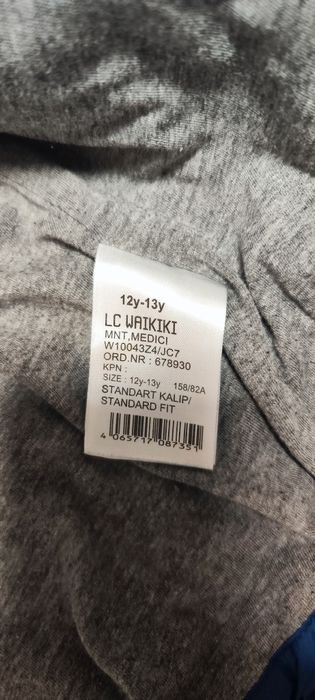 12y-13y
LC WAIKIKI
MNT,MEDICI
W10043Z4/JC7
ORD.NR : 678930
KPN :
SIZE : 12y-13y 158/82A
STANDART KALIP/
STANDARD FIT
4 065717 087351